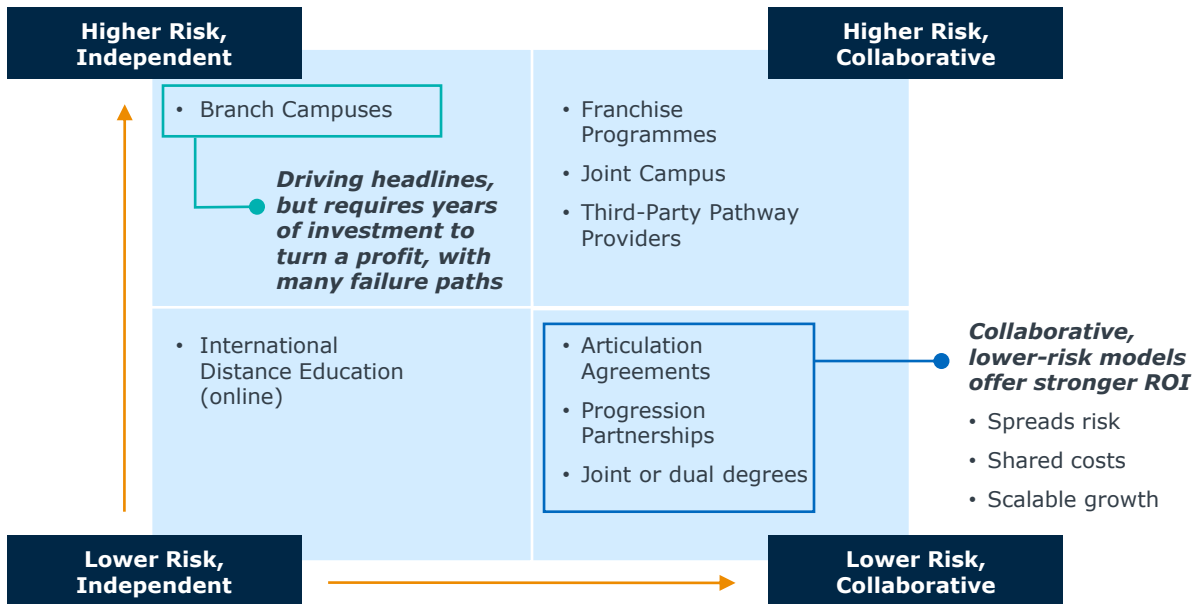 Higher Risk,
Independent
Higher Risk,
Collaborative
• Branch Campuses
Driving headlines,
but requires years
of investment to
turn a profit, with
many failure paths
• Franchise
Programmes
• Joint Campus
• Third-Party Pathway
Providers
• International
Distance Education
(online)
• Articulation
Agreements
• Progression
Partnerships
• Joint or dual degrees
Collaborative,
lower-risk models
offer stronger ROI
• Spreads risk
• Shared costs
• Scalable growth
Lower Risk,
Independent
Lower Risk,
Collaborative